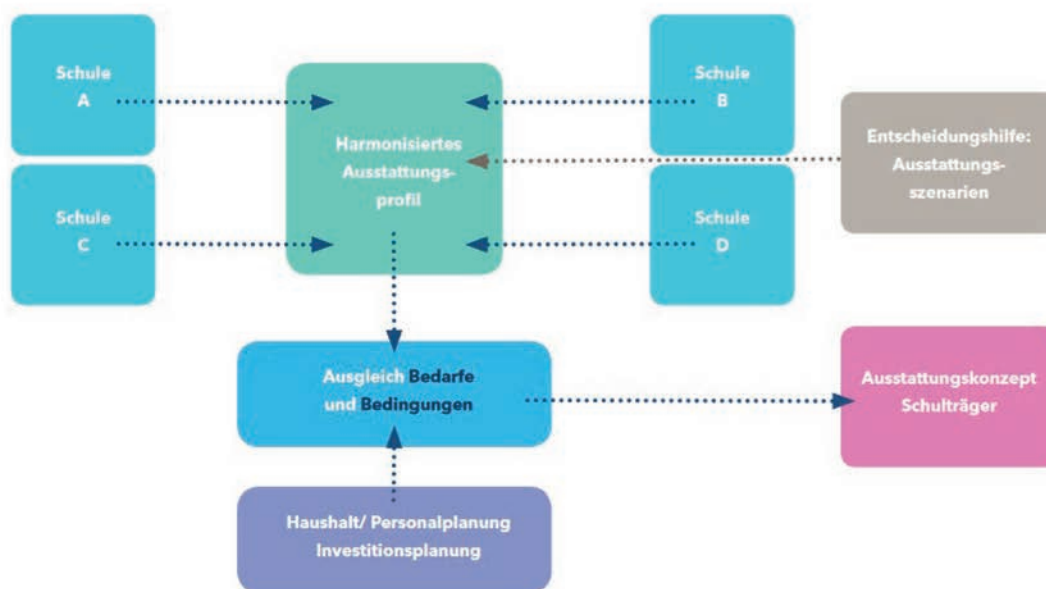 Schule
A
Schule
B
Harmonisiertes
Ausstattungs-
profil
Entscheidungshilfe:
Ausstattungs-
szenarien
Schule
C
Schule
D
Ausgleich Bedarfe
und Bedingungen
Ausstattungskonzept
Schulträger
Haushalt/ Personalplanung
Investitionsplanung